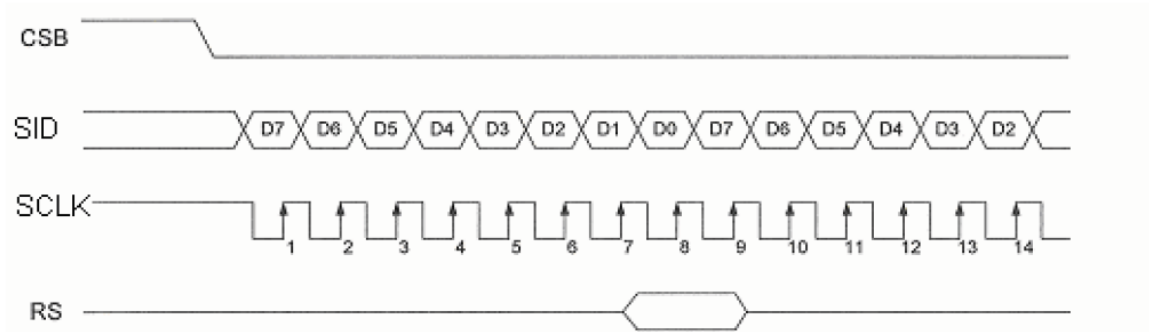 CSB
SID D7 D6 D5 D4 D3 D2 D1 D0 D7 D6 D5 D4 D3 D2
SCLK
1 2 3 4 5 6 7 8 9 10 11 12 13 14
RS